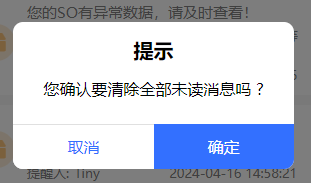 您的SO有异常数据，请及时查看！
提示
您确认要清除全部未读消息吗？
取消
确定
提醒人: Tiny
2024-04-16 14:58:21